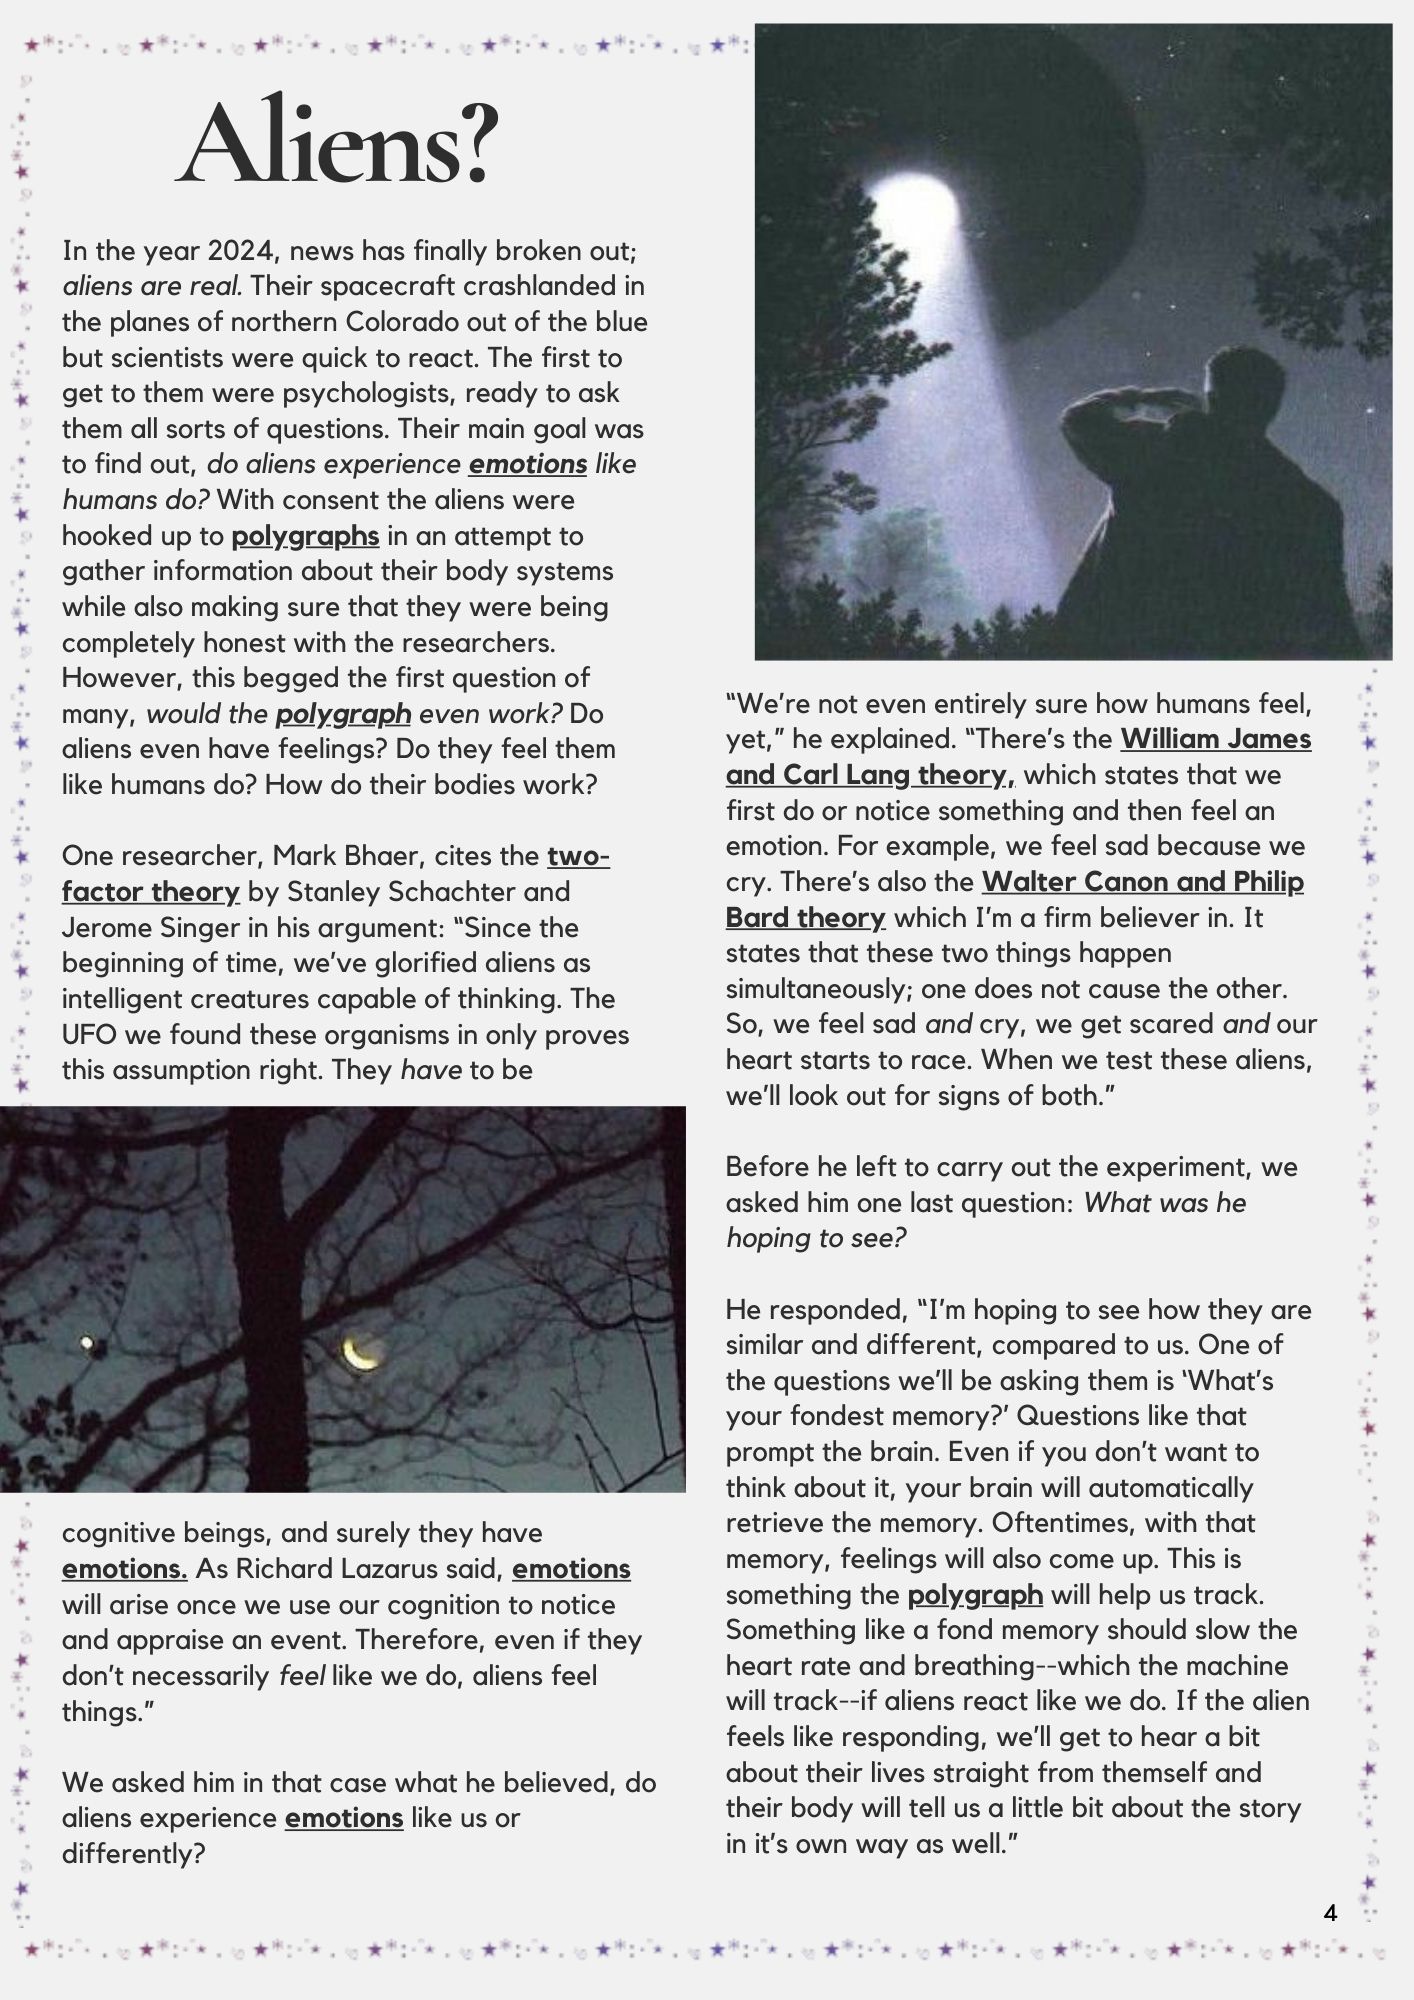 Aliens?
In the year 2024, news has finally broken out;
aliens are real. Their spacecraft crashlanded in
the planes of northern Colorado out of the blue
but scientists were quick to react. The first to
get to them were psychologists, ready to ask
them all sorts of questions. Their main goal was
to find out, do aliens experience emotions like
humans do? With consent the aliens were
hooked up to polygraphs in an attempt to
gather information about their body systems
while also making sure that they were being
completely honest with the researchers.
However, this begged the first question of
many, would the polygraph even work? Do
aliens even have feelings? Do they feel them
like humans do? How do their bodies work?
One researcher, Mark Bhaer, cites the two-
factor theory by Stanley Schachter and
Jerome Singer in his argument: “Since the
beginning of time, we’ve glorified aliens as
intelligent creatures capable of thinking. The
UFO we found these organisms in only proves
this assumption right. They have to be
cognitive beings, and surely they have
emotions. As Richard Lazarus said, emotions
will arise once we use our cognition to notice
and appraise an event. Therefore, even if they
don’t necessarily feel like we do, aliens feel
things.”
We asked him in that case what he believed, do
aliens experience emotions like us or
differently?
“We’re not even entirely sure how humans feel,
yet,” he explained. “There’s the William James
and Carl Lang theory, which states that we
first do or notice something and then feel an
emotion. For example, we feel sad because we
cry. There’s also the Walter Canon and Philip
Bard theory which I’m a firm believer in. It
states that these two things happen
simultaneously; one does not cause the other.
So, we feel sad and cry, we get scared and our
heart starts to race. When we test these aliens,
we’ll look out for signs of both.”
Before he left to carry out the experiment, we
asked him one last question: What was he
hoping to see?
He responded, “I’m hoping to see how they are
similar and different, compared to us. One of
the questions we’ll be asking them is ‘What’s
your fondest memory?’ Questions like that
prompt the brain. Even if you don’t want to
think about it, your brain will automatically
retrieve the memory. Oftentimes, with that
memory, feelings will also come up. This is
something the polygraph will help us track.
Something like a fond memory should slow the
heart rate and breathing--which the machine
will track--if aliens react like we do. If the alien
feels like responding, we’ll get to hear a bit
about their lives straight from themself and
their body will tell us a little bit about the story
in it’s own way as well.”
4